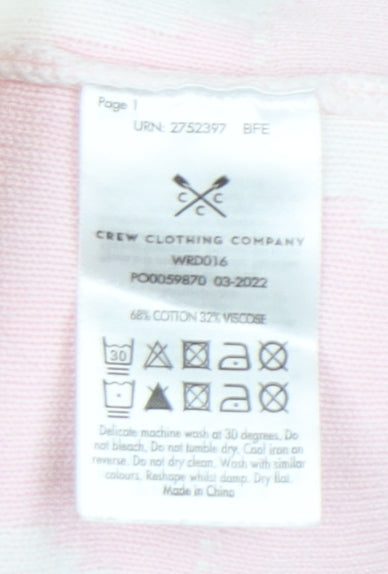 Page 1
URN: 2752397 BFE
C C
C
CREW CLOTHING COMPANY
WRD016
PO0059870 03-2022
68% COTTON 32% VISCOSE
30
Delicate machine wash at 30 degrees. Do
not bleach. Do not tumble dry. Cool iron on
reverse. Do not dry clean. Wash with similar
colours. Reshape whilst damp. Dry flat.
Made in China